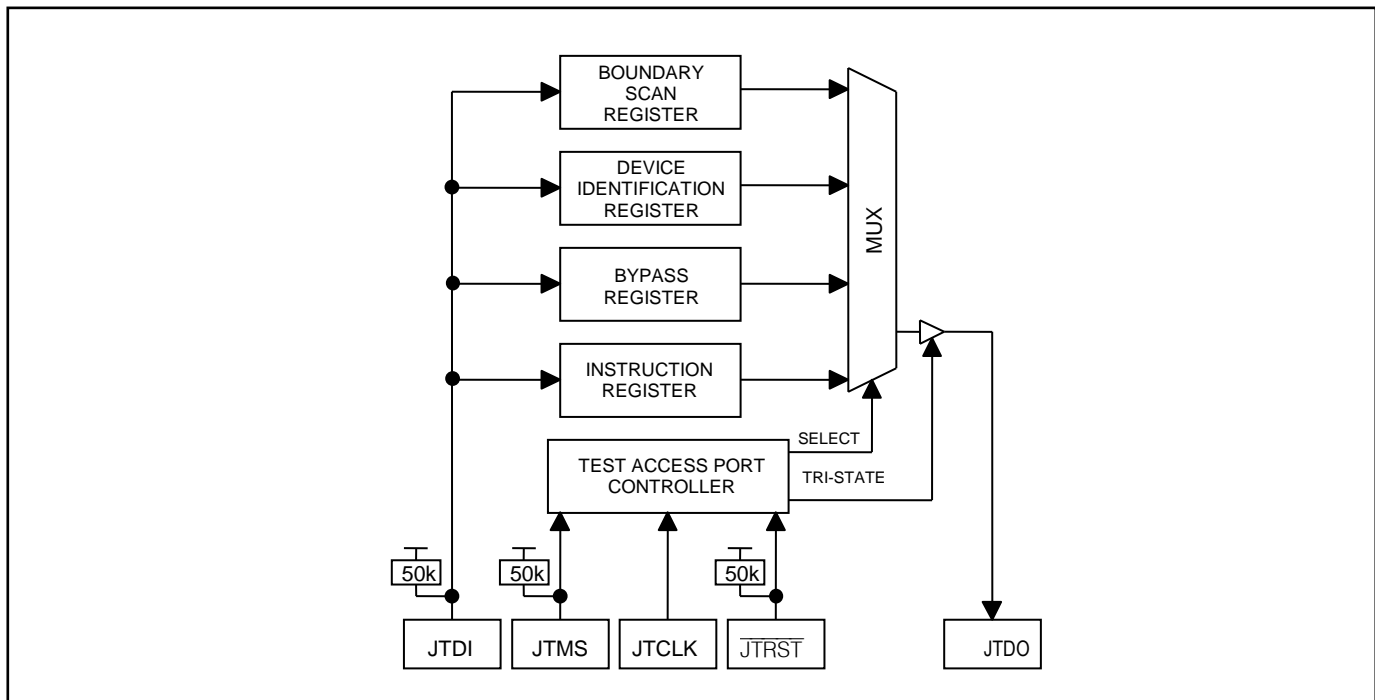 BOUNDARY
SCAN
REGISTER
DEVICE
IDENTIFICATION
REGISTER
MUX
BYPASS
REGISTER
INSTRUCTION
REGISTER
SELECT
TEST ACCESS PORT
CONTROLLER
TRI-STATE
50k
50k
50k
JTDI
JTMS
JTCLK
JTRST
JTDO